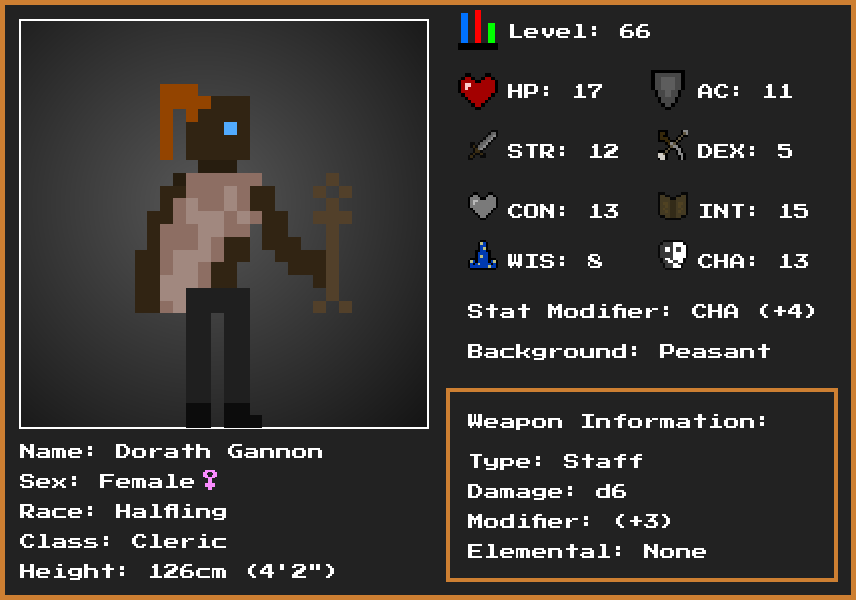 Level: 66
HP: 17 AC: 11
STR: 12 DEX: 5
CON: 13 INT: 15
WIS: 8 CHA: 13
Stat Modifier: CHA (+4)
Background: Peasant
Weapon Information:
Type: Staff
Damage: d6
Modifier: (+3)
Elemental: None
Name: Dorath Gannon
Sex: Female♀
Race: Halfling
Class: Cleric
Height: 126cm (4'2")